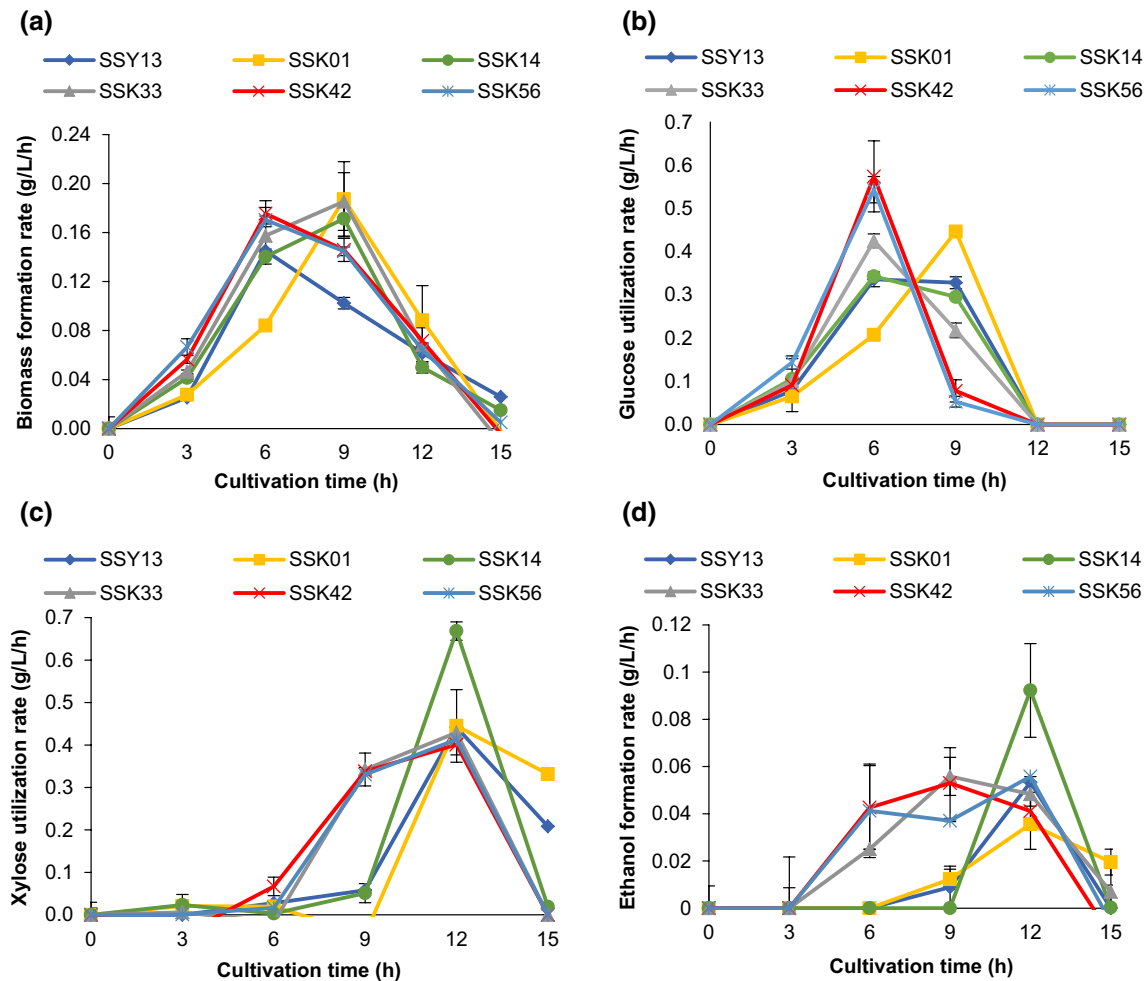 (a)
SSY13 SSK01 SSK14
SSK33 SSK42 SSK56
Biomass formation rate (g/L/h)
0.24
0.20
0.16
0.12
0.08
0.04
0.00
0 3 6 9 12 15
Cultivation time (h)
(b)
SSY13 SSK01 SSK14
SSK33 SSK42 SSK56
Glucose utilization rate (g/L/h)
0.7
0.6
0.5
0.4
0.3
0.2
0.1
0.0
0 3 6 9 12 15
Cultivation time (h)
(c)
SSY13 SSK01 SSK14
SSK33 SSK42 SSK56
Xylose utilization rate (g/L/h)
0.7
0.6
0.5
0.4
0.3
0.2
0.1
0.0
0 3 6 9 12 15
Cultivation time (h)
(d)
SSY13 SSK01 SSK14
SSK33 SSK42 SSK56
Ethanol formation rate (g/L/h)
0.12
0.1
0.08
0.06
0.04
0.02
0
0 3 6 9 12 15
Cultivation time (h)